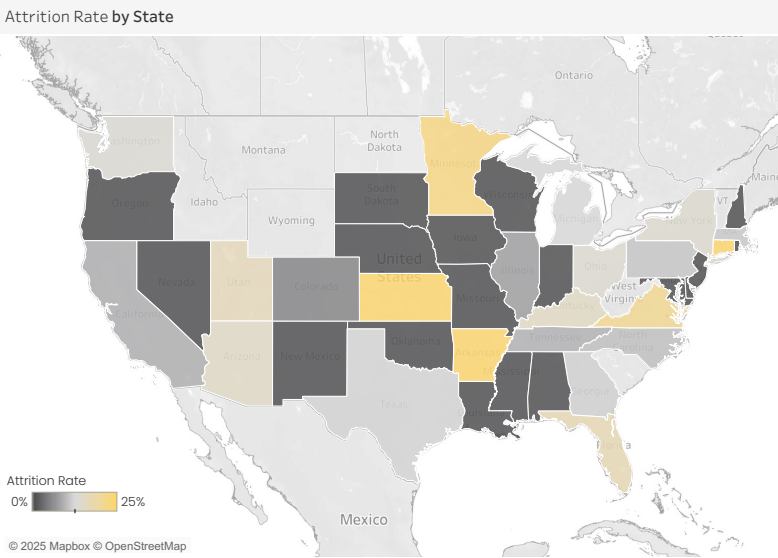 Attrition Rate by State
Ontario
Washington
Montana
North
Dakota
Minnesota
Maine
Oregon
Idaho
South
Dakota
Wisconsin
Michigan
VT
New York
Wyoming
Iowa
United
States
Nevada
Utah
Colorado
Illinois
Ohio
West
Virginia
California
Missouri
Kentucky
Arizona
New Mexico
Oklahoma
Arkansas
Tennessee
North
Carolina
Mississippi
Georgia
Texas
Louisiana
Florida
Attrition Rate
0%
25%
Mexico
© 2025 Mapbox © OpenStreetMap